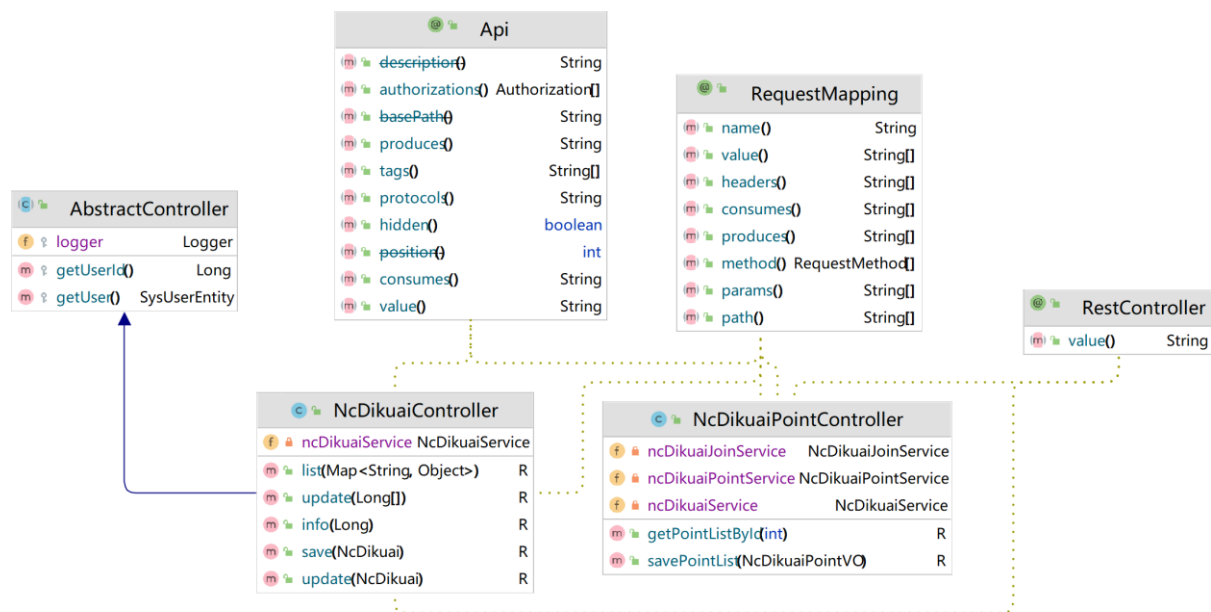 Api
description() String
authorizations() Authorization[]
basePath() String
produces() String
tags() String[]
protocols() String
hidden() boolean
position() int
consumes() String
value() String
RequestMapping
name() String
value() String[]
headers() String[]
consumes() String[]
produces() String[]
method() RequestMethod[]
params() String[]
path() String[]
AbstractController
logger Logger
getUserId() Long
getUser() SysUserEntity
RestController
value() String
NcDikuaiController
ncDikuaiService NcDikuaiService
list(Map<String, Object>) R
update(Long[]) R
info(Long) R
save(NcDikuai) R
update(NcDikuai) R
NcDikuaiPointController
ncDikuaiJoinService NcDikuaiJoinService
ncDikuaiPointService NcDikuaiPointService
ncDikuaiService NcDikuaiService
getPointListById(int) R
savePointList(NcDikuaiPointVO) R